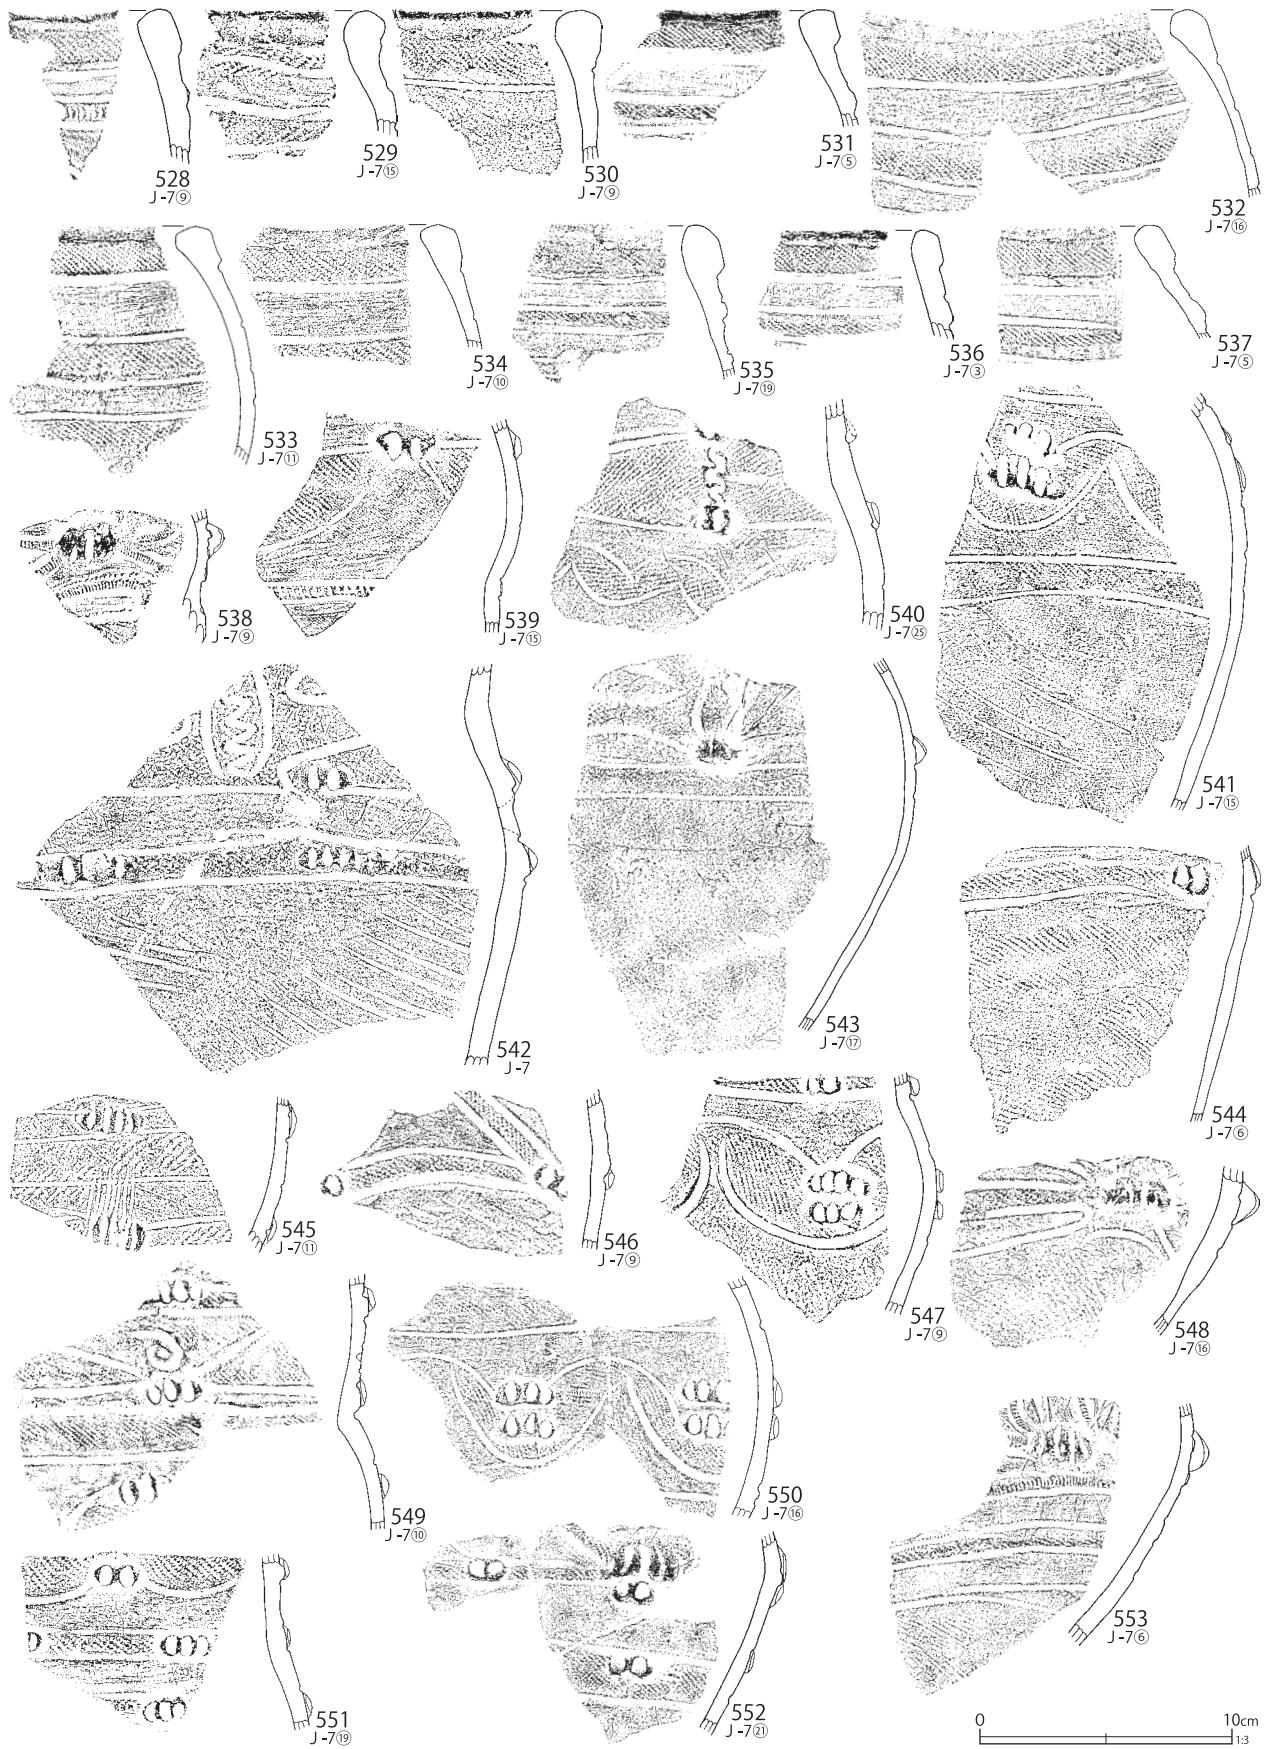 528
J-7⑨
529
J-7⑮
530
J-7⑨
531
J-7⑤
532
J-7⑯
533
J-7⑪
534
J-7⑩
535
J-7⑲
536
J-7③
537
J-7⑤
538
J-7⑨
539
J-7⑮
540
J-7㉕
541
J-7⑮
542
J-7
543
J-7⑰
544
J-7⑥
545
J-7⑪
546
J-7⑨
547
J-7⑨
548
J-7⑯
549
J-7⑩
550
J-7⑯
551
J-7⑲
552
J-7㉑
553
J-7⑥
0 10cm
1:3